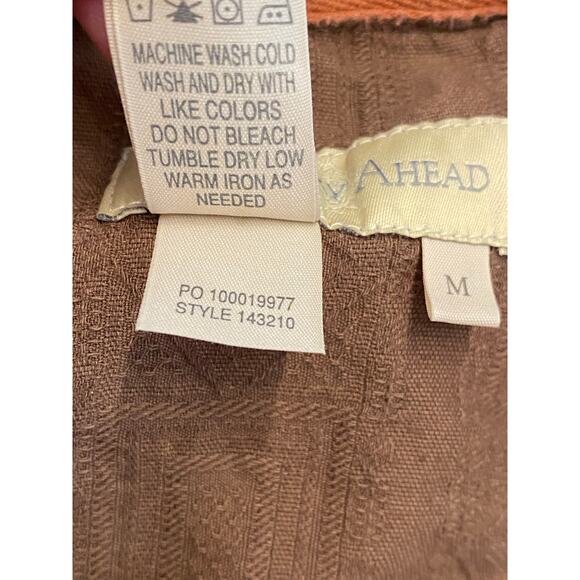 MACHINE WASH COLD
WASH AND DRY WITH
LIKE COLORS
DO NOT BLEACH
TUMBLE DRY LOW
WARM IRON AS
NEEDED
AHEAD
M
PO 100019977
STYLE 143210